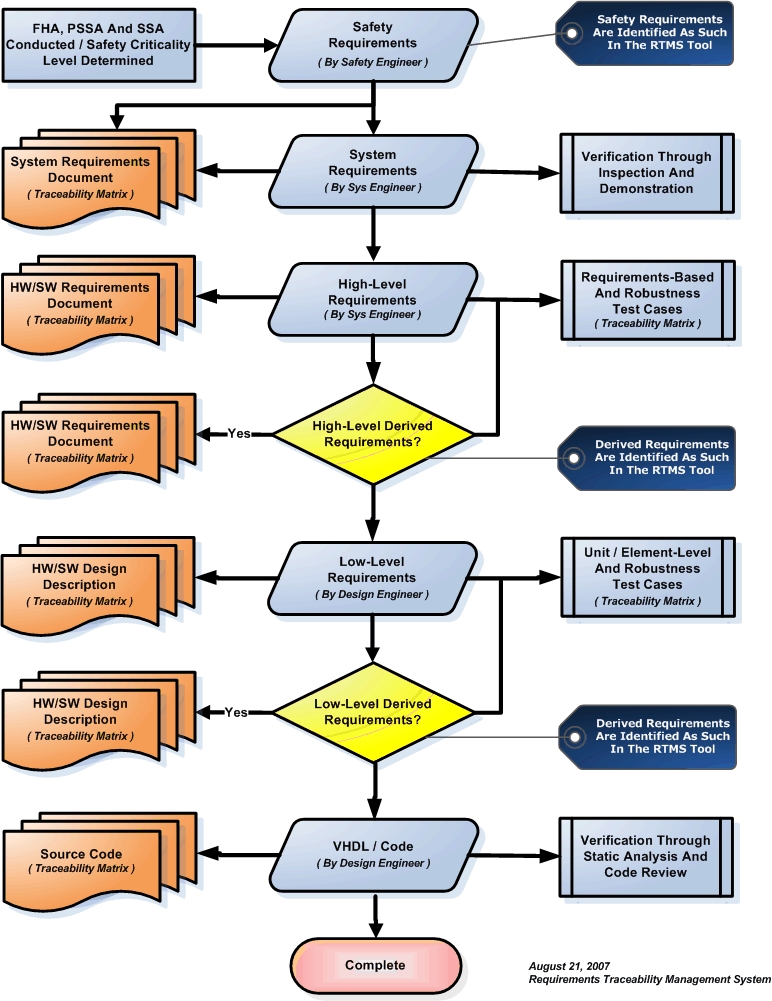 FHA, PSSA And SSA
Conducted / Safety Criticality
Level Determined
Safety
Requirements
( By Safety Engineer )
Safety Requirements
Are Identified As Such
In The RTMS Tool
System Requirements
Document
( Traceability Matrix )
System
Requirements
( By Sys Engineer )
Verification Through
Inspection And
Demonstration
HW/SW Requirements
Document
( Traceability Matrix )
High-Level
Requirements
( By Sys Engineer )
Requirements-Based
And Robustness
Test Cases
( Traceability Matrix )
HW/SW Requirements
Document
( Traceability Matrix )
Yes
High-Level Derived
Requirements?
Derived Requirements
Are Identified As Such
In The RTMS Tool
HW/SW Design
Description
( Traceability Matrix )
Low-Level
Requirements
( By Design Engineer )
Unit / Element-Level
And Robustness
Test Cases
( Traceability Matrix )
HW/SW Design
Description
( Traceability Matrix )
Yes
Low-Level Derived
Requirements?
Derived Requirements
Are Identified As Such
In The RTMS Tool
Source Code
( Traceability Matrix )
VHDL / Code
( By Design Engineer )
Verification Through
Static Analysis And
Code Review
Complete
August 21, 2007
Requirements Traceability Management System